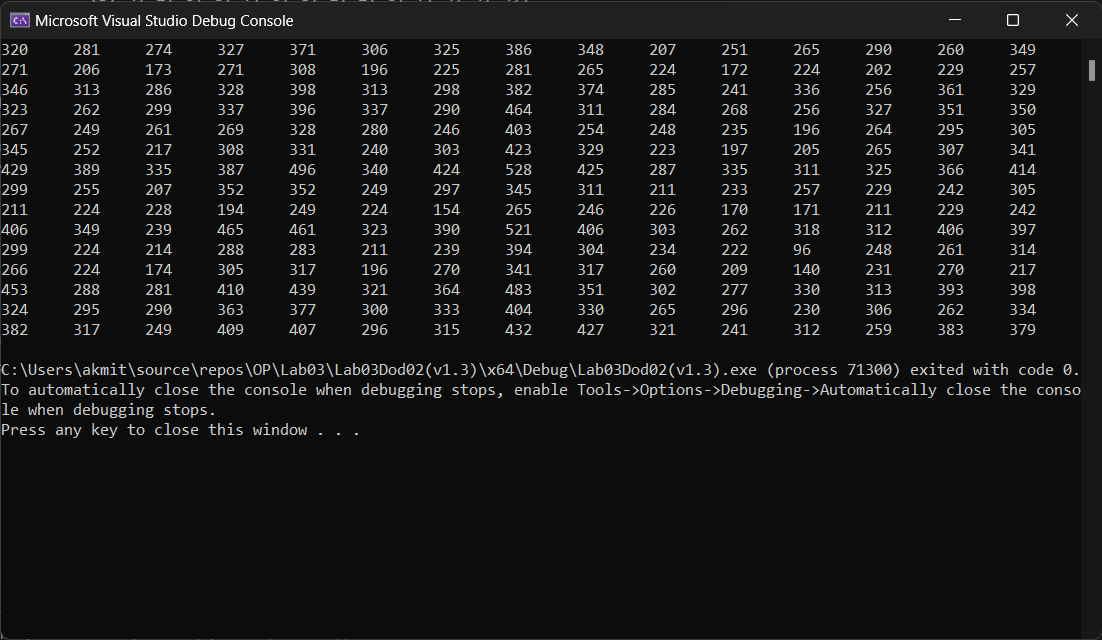 Microsoft Visual Studio Debug Console
320 281 274 327 371 306 325 386 348 207 251 265 290 260 349
271 206 173 271 308 196 225 281 265 224 172 224 202 229 257
346 313 286 328 398 313 298 382 374 285 241 336 256 361 329
323 262 299 337 396 337 290 464 311 284 268 256 327 351 350
267 249 261 269 328 280 246 403 254 248 235 196 264 295 305
345 252 217 308 331 240 303 423 329 223 197 205 265 307 341
429 389 335 387 496 340 424 528 425 287 335 311 325 366 414
299 255 207 352 352 249 297 345 311 211 233 257 229 242 305
211 224 228 194 249 224 154 265 246 226 170 171 211 229 242
406 349 239 465 461 323 390 521 406 303 262 318 312 406 397
299 224 214 288 283 211 239 394 304 234 222 96 248 261 314
266 224 174 305 317 196 270 341 317 260 209 140 231 270 217
453 288 281 410 439 321 364 483 351 302 277 330 313 393 398
324 295 290 363 377 300 333 404 330 265 296 230 306 262 334
382 317 249 409 407 296 315 432 427 321 241 312 259 383 379
C:\Users\akmit\source\repos\OP\Lab03\Lab03Dod02(v1.3)\x64\Debug\Lab03Dod02(v1.3).exe (process 71300) exited with code 0.
To automatically close the console when debugging stops, enable Tools->Options->Debugging->Automatically close the conso
le when debugging stops.
Press any key to close this window . . .